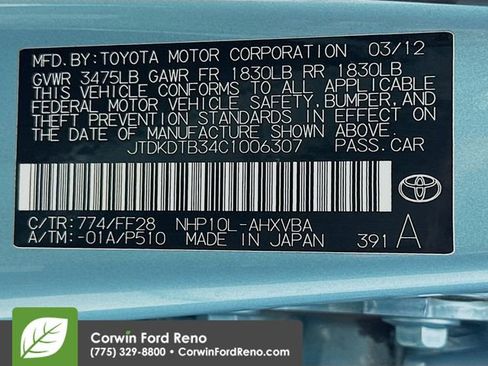 MFD.BY: TOYOTA MOTOR CORPORATION 03/12
GVWR 3475LB GAWR FR 1830LB RR 1830LB
THIS VEHICLE CONFORMS TO ALL APPLICABLE
FEDERAL MOTOR VEHICLE SAFETY, BUMPER, AND
THEFT PREVENTION STANDARDS IN EFFECT ON
THE DATE OF MANUFACTURE SHOWN ABOVE.
JTDKDTB34C1006307 PASS.CAR
C/TR: 774/FF28 NHP10L-AHXVBA
A/TM: -01A/P510 MADE IN JAPAN 391 A
TOYOTA
Corwin Ford Reno
(775) 329-8800 • CorwinFordReno.com